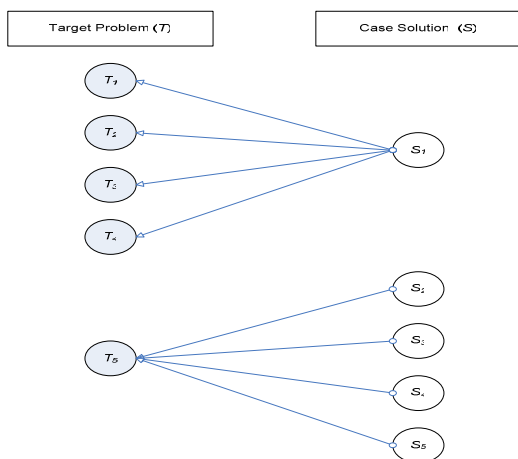 Target Problem (T)
Case Solution (S)
T1
T2
S1
T3
T4
S2
S3
T5
S4
S5